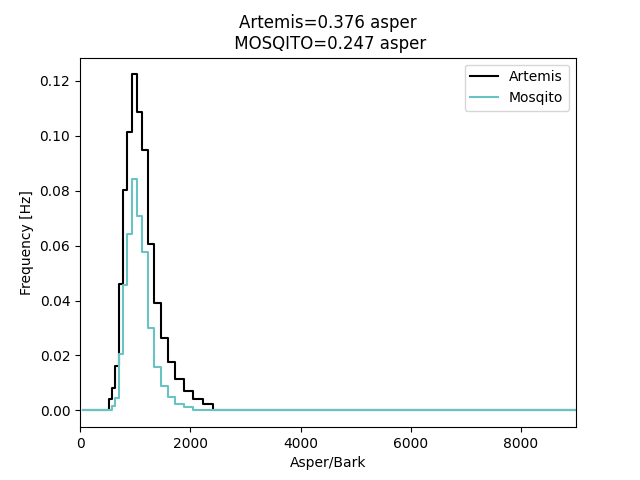 Artemis=0.376 asper
MOSQITO=0.247 asper
Artemis
Mosqito
Frequency [Hz]
0.12
0.10
0.08
0.06
0.04
0.02
0.00
0
2000
4000
6000
8000
Asper/Bark